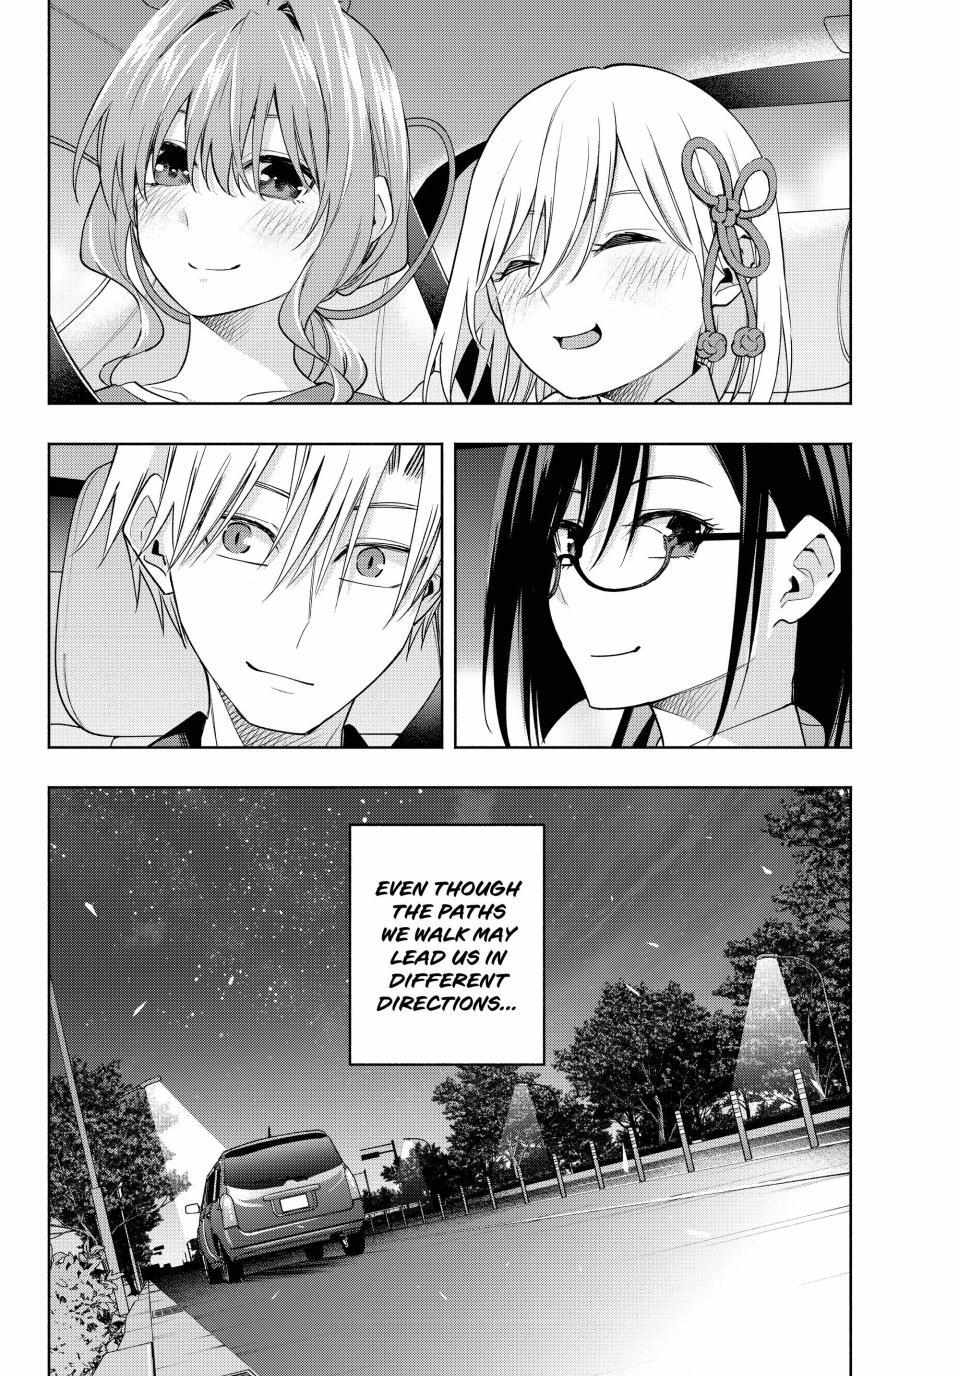 EVEN THOUGH
THE PATHS
WE WALK MAY
LEAD US IN
DIFFERENT
DIRECTIONS...